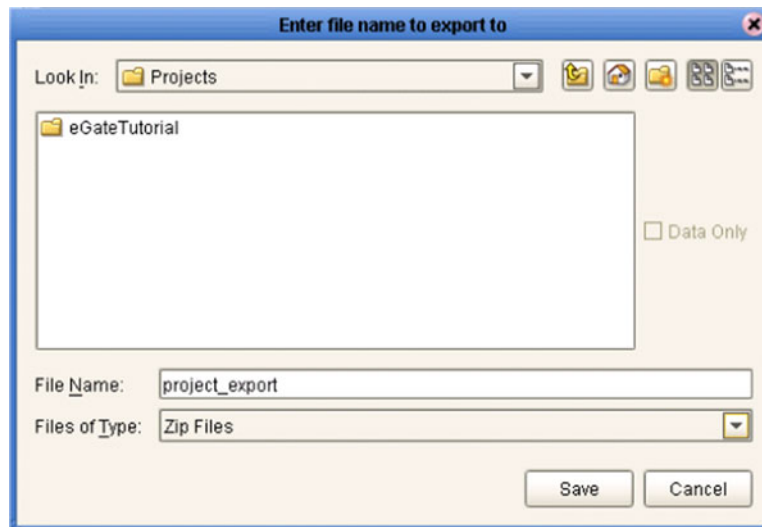 Enter file name to export to
Look In: Projects
eGateTutorial
Data Only
File Name: project_export
Files of Type: Zip Files
Save Cancel